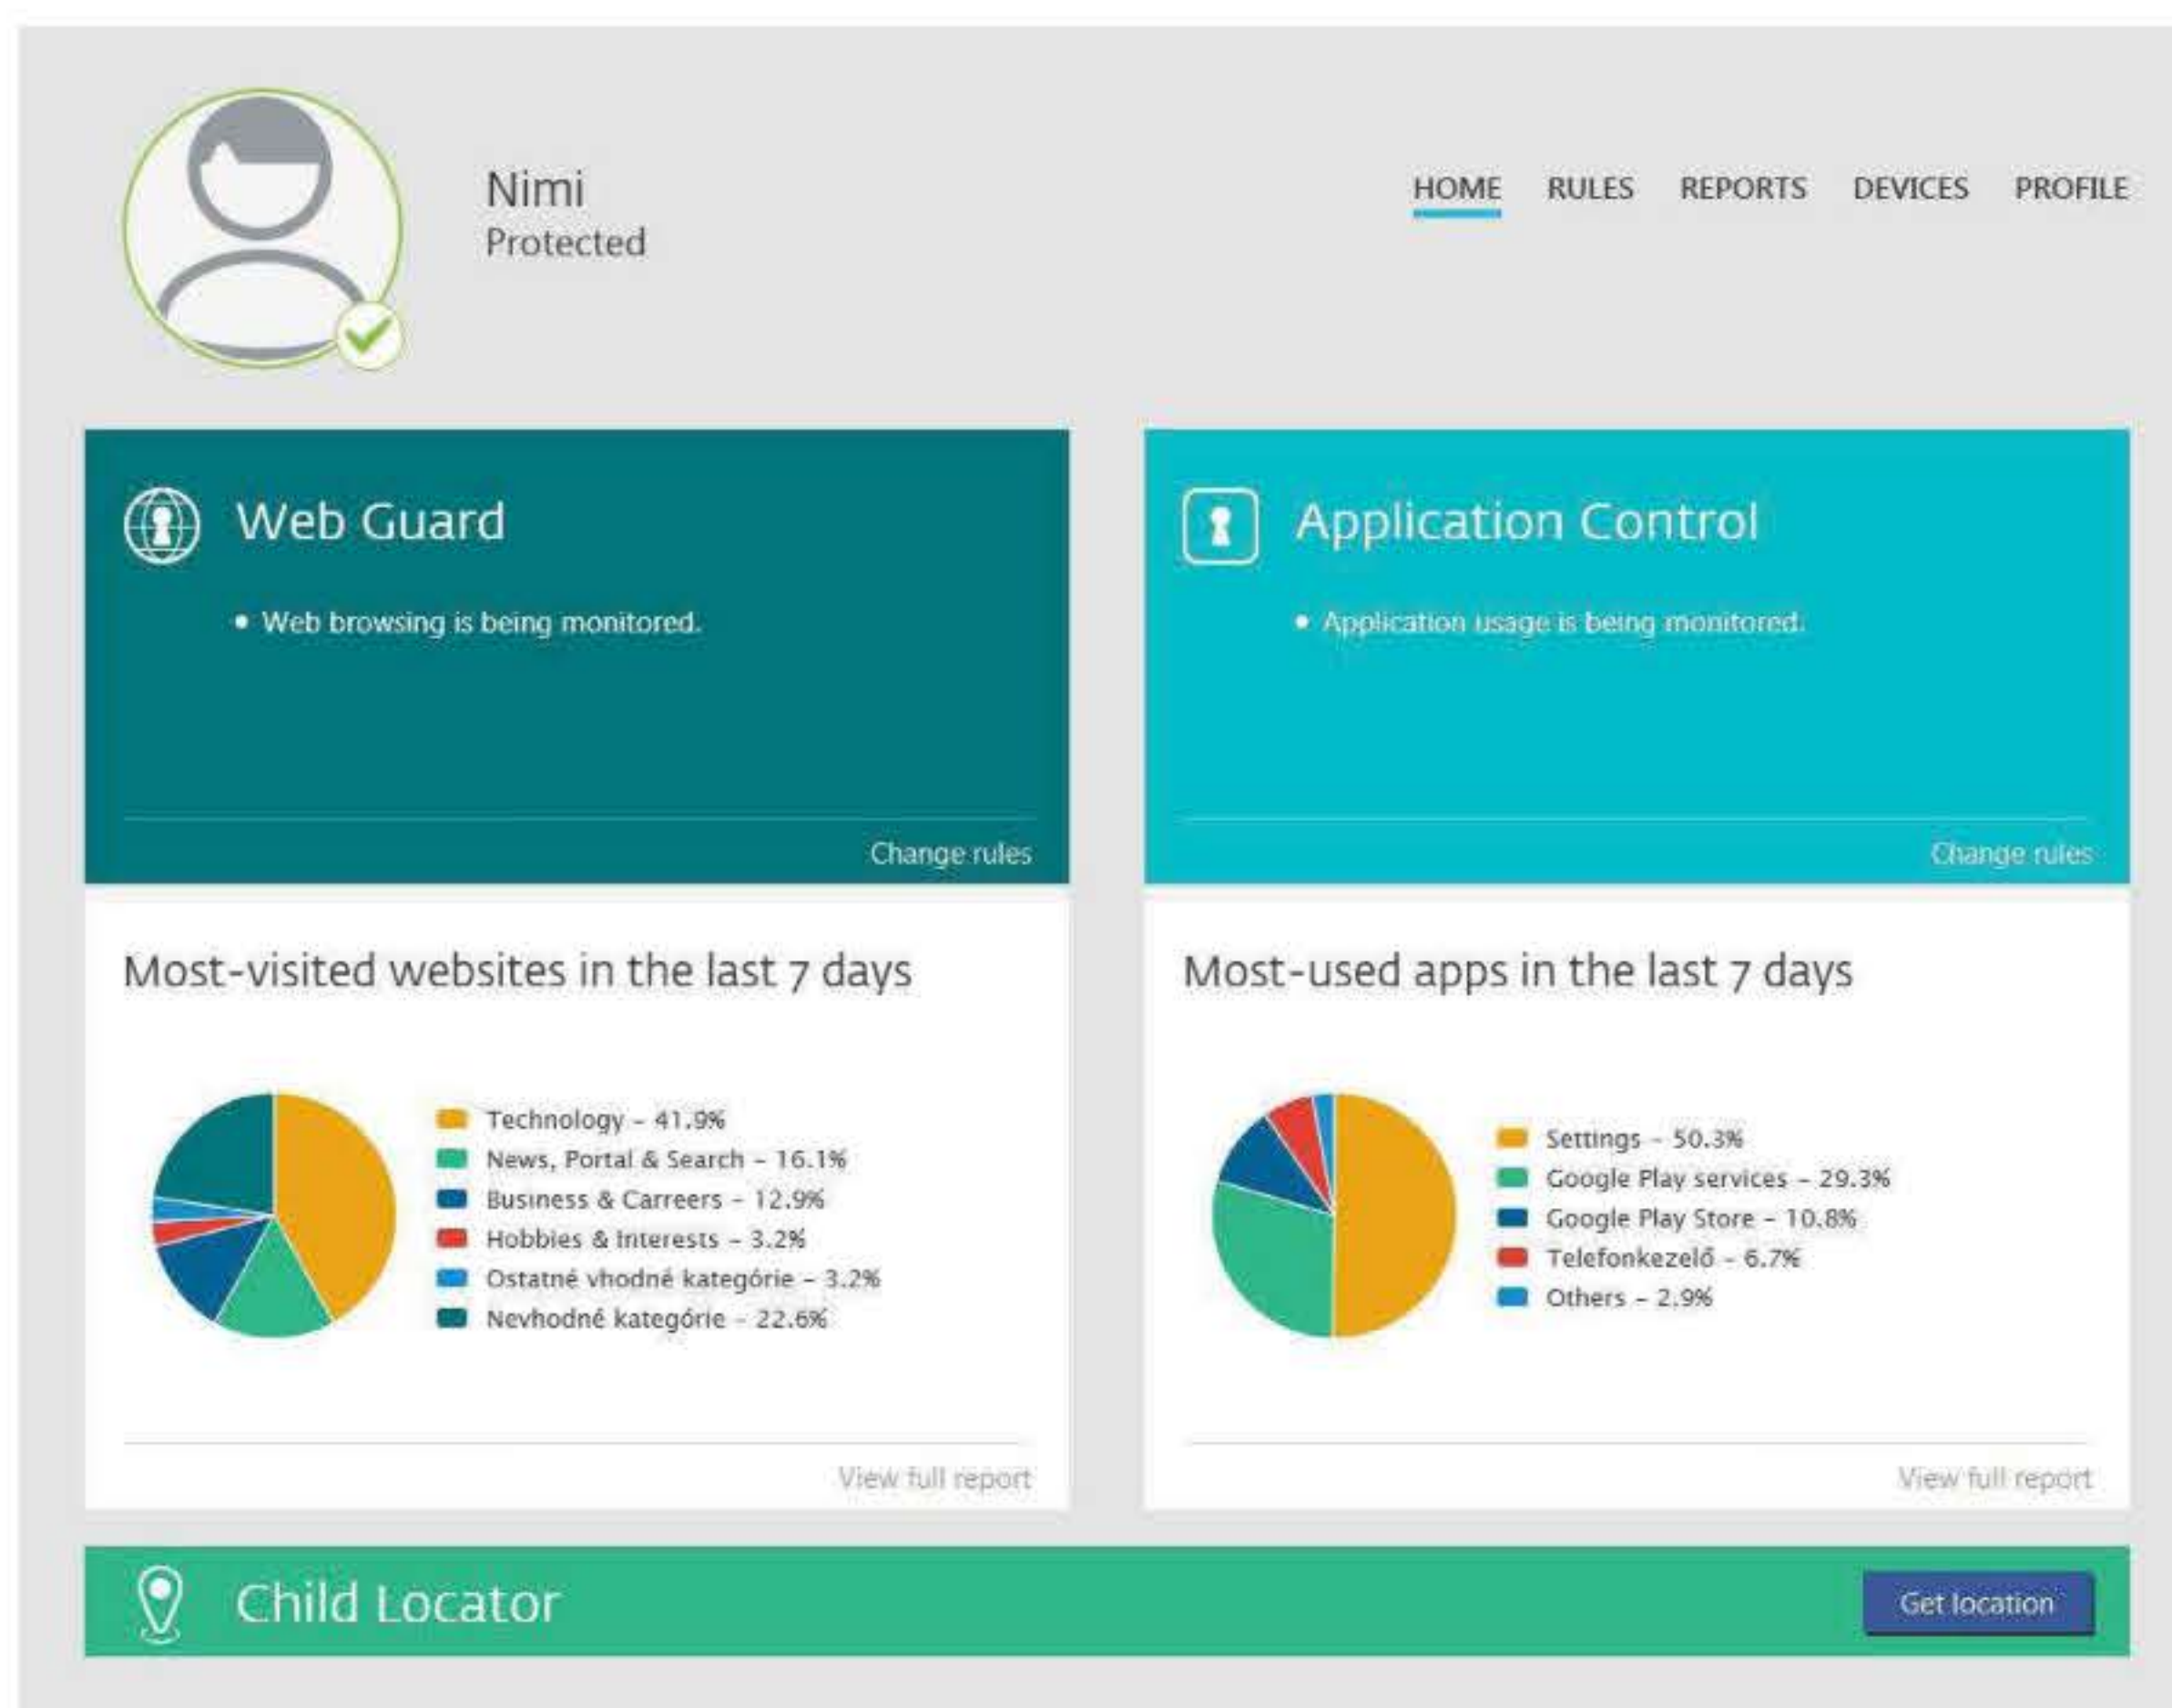 Nimi
Protected
HOME RULES REPORTS DEVICES PROFILE
Web Guard
• Web browsing is being monitored.
Change rules
Application Control
• Application usage is being monitored.
Change rules
Most-visited websites in the last 7 days
Technology – 41.9%
News, Portal & Search – 16.1%
Business & Carreers – 12.9%
Hobbies & Interests – 3.2%
Ostatné vhodné kategórie – 3.2%
Nevhodné kategórie – 22.6%
View full report
Most-used apps in the last 7 days
Settings – 50.3%
Google Play services – 29.3%
Google Play Store – 10.8%
Telefonkezelő – 6.7%
Others – 2.9%
View full report
Child Locator
Get location